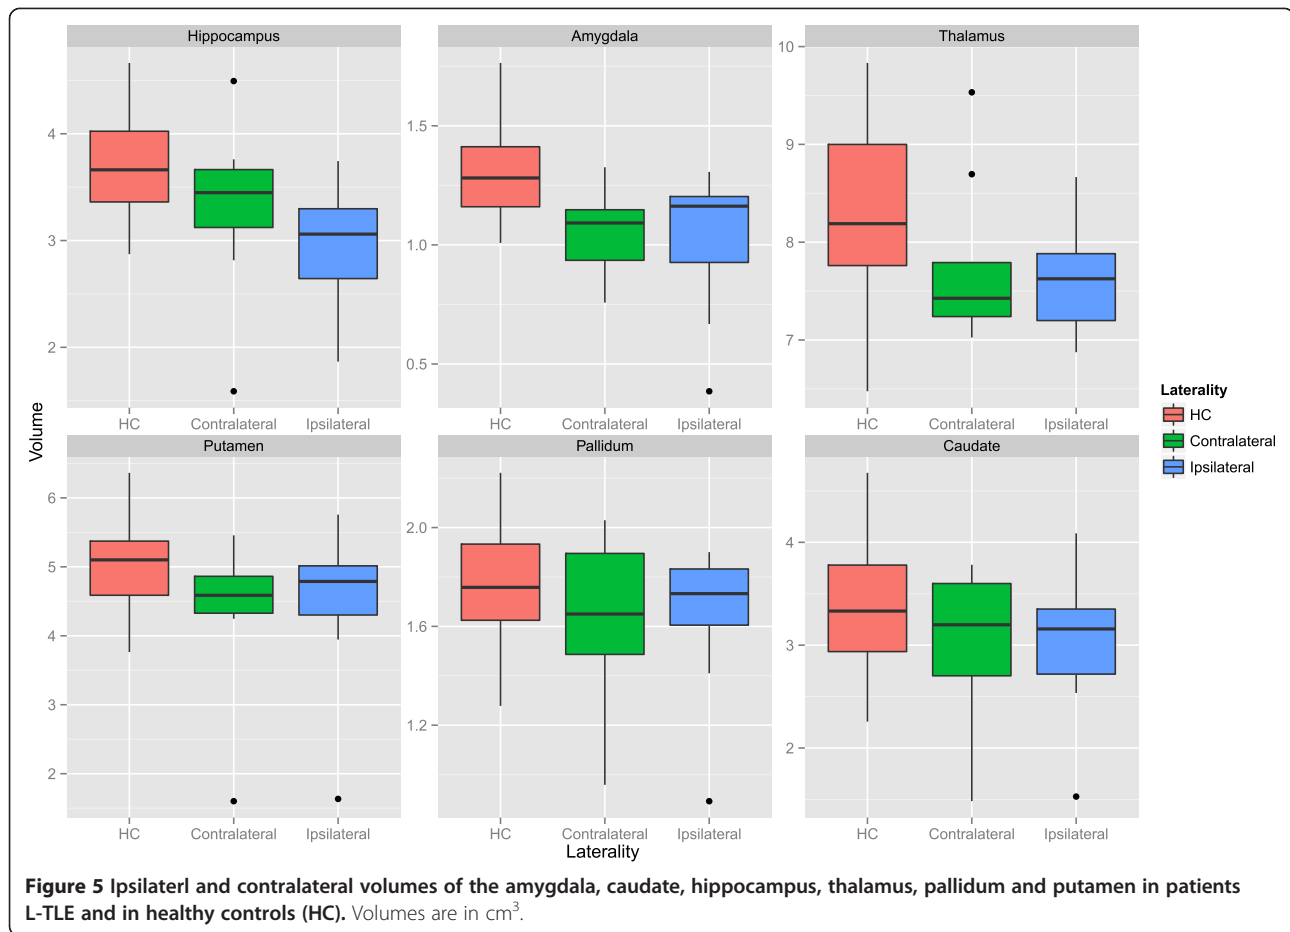 Hippocampus Amygdala Thalamus
4
3
2
1.5
1.0
0.5
10
9
8
7
HC Contralateral Ipsilateral HC Contralateral Ipsilateral HC Contralateral Ipsilateral
Volume
Putamen Pallidum Caudate
6
5
4
3
2
2.0
1.6
1.2
4
3
2
HC Contralateral Ipsilateral HC Contralateral Ipsilateral HC Contralateral Ipsilateral
Laterality
Laterality
HC
Contralateral
Ipsilateral
Figure 5 Ipsilaterl and contralateral volumes of the amygdala, caudate, hippocampus, thalamus, pallidum and putamen in patients
L-TLE and in healthy controls (HC). Volumes are in cm³.